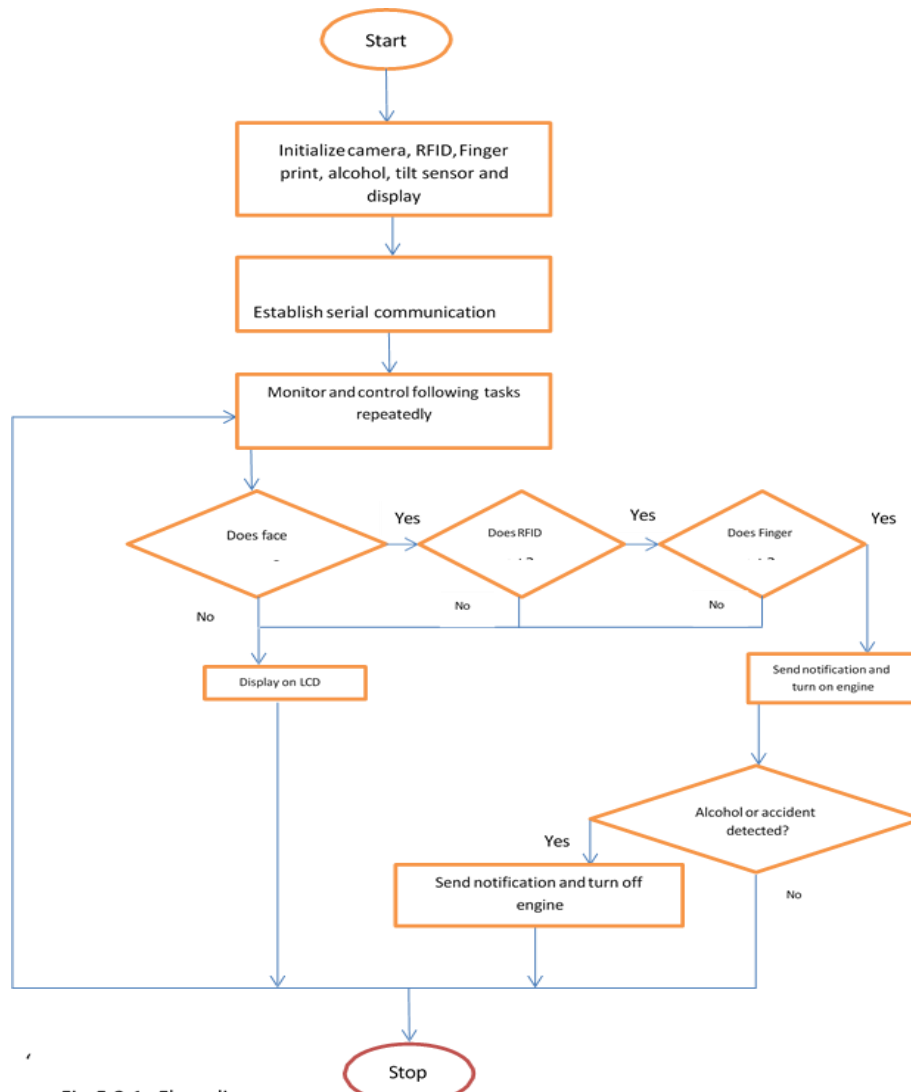 Start
Initialize camera, RFID, Finger
print, alcohol, tilt sensor and
display
Establish serial communication
Monitor and control following tasks
repeatedly
Does face
Yes
Does RFID
Yes
Does Finger
Yes
No
No
No
Display on LCD
Send notification and
turn on engine
Alcohol or accident
detected?
Yes
Send notification and turn off
engine
No
Stop